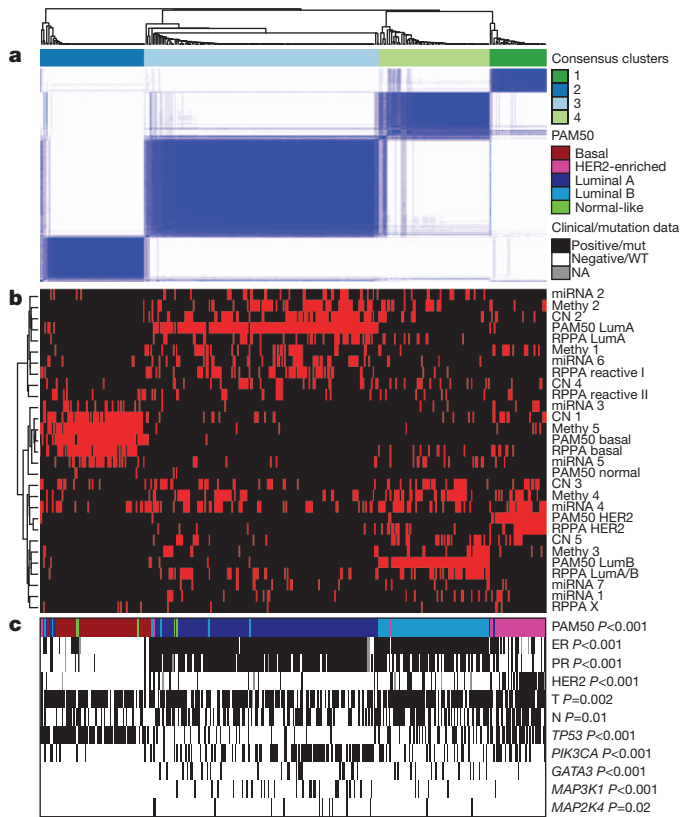 a
Consensus clusters
1
2
3
4
PAM50
Basal
HER2-enriched
Luminal A
Luminal B
Normal-like
Clinical/mutation data
Positive/mut
Negative/WT
NA
b
miRNA 2
Methy 2
CN 2
PAM50 LumA
RPPA LumA
Methy 1
miRNA 6
RPPA reactive I
CN 4
RPPA reactive II
miRNA 3
CN 1
Methy 5
PAM50 basal
RPPA basal
miRNA 5
PAM50 normal
CN 3
Methy 4
miRNA 4
PAM50 HER2
RPPA HER2
CN 5
Methy 3
PAM50 LumB
RPPA LumA/B
miRNA 7
miRNA 1
RPPA X
c
PAM50 P<0.001
ER P<0.001
PR P<0.001
HER2 P<0.001
T P=0.002
N P=0.01
TP53 P<0.001
PIK3CA P<0.001
GATA3 P<0.001
MAP3K1 P<0.001
MAP2K4 P=0.02